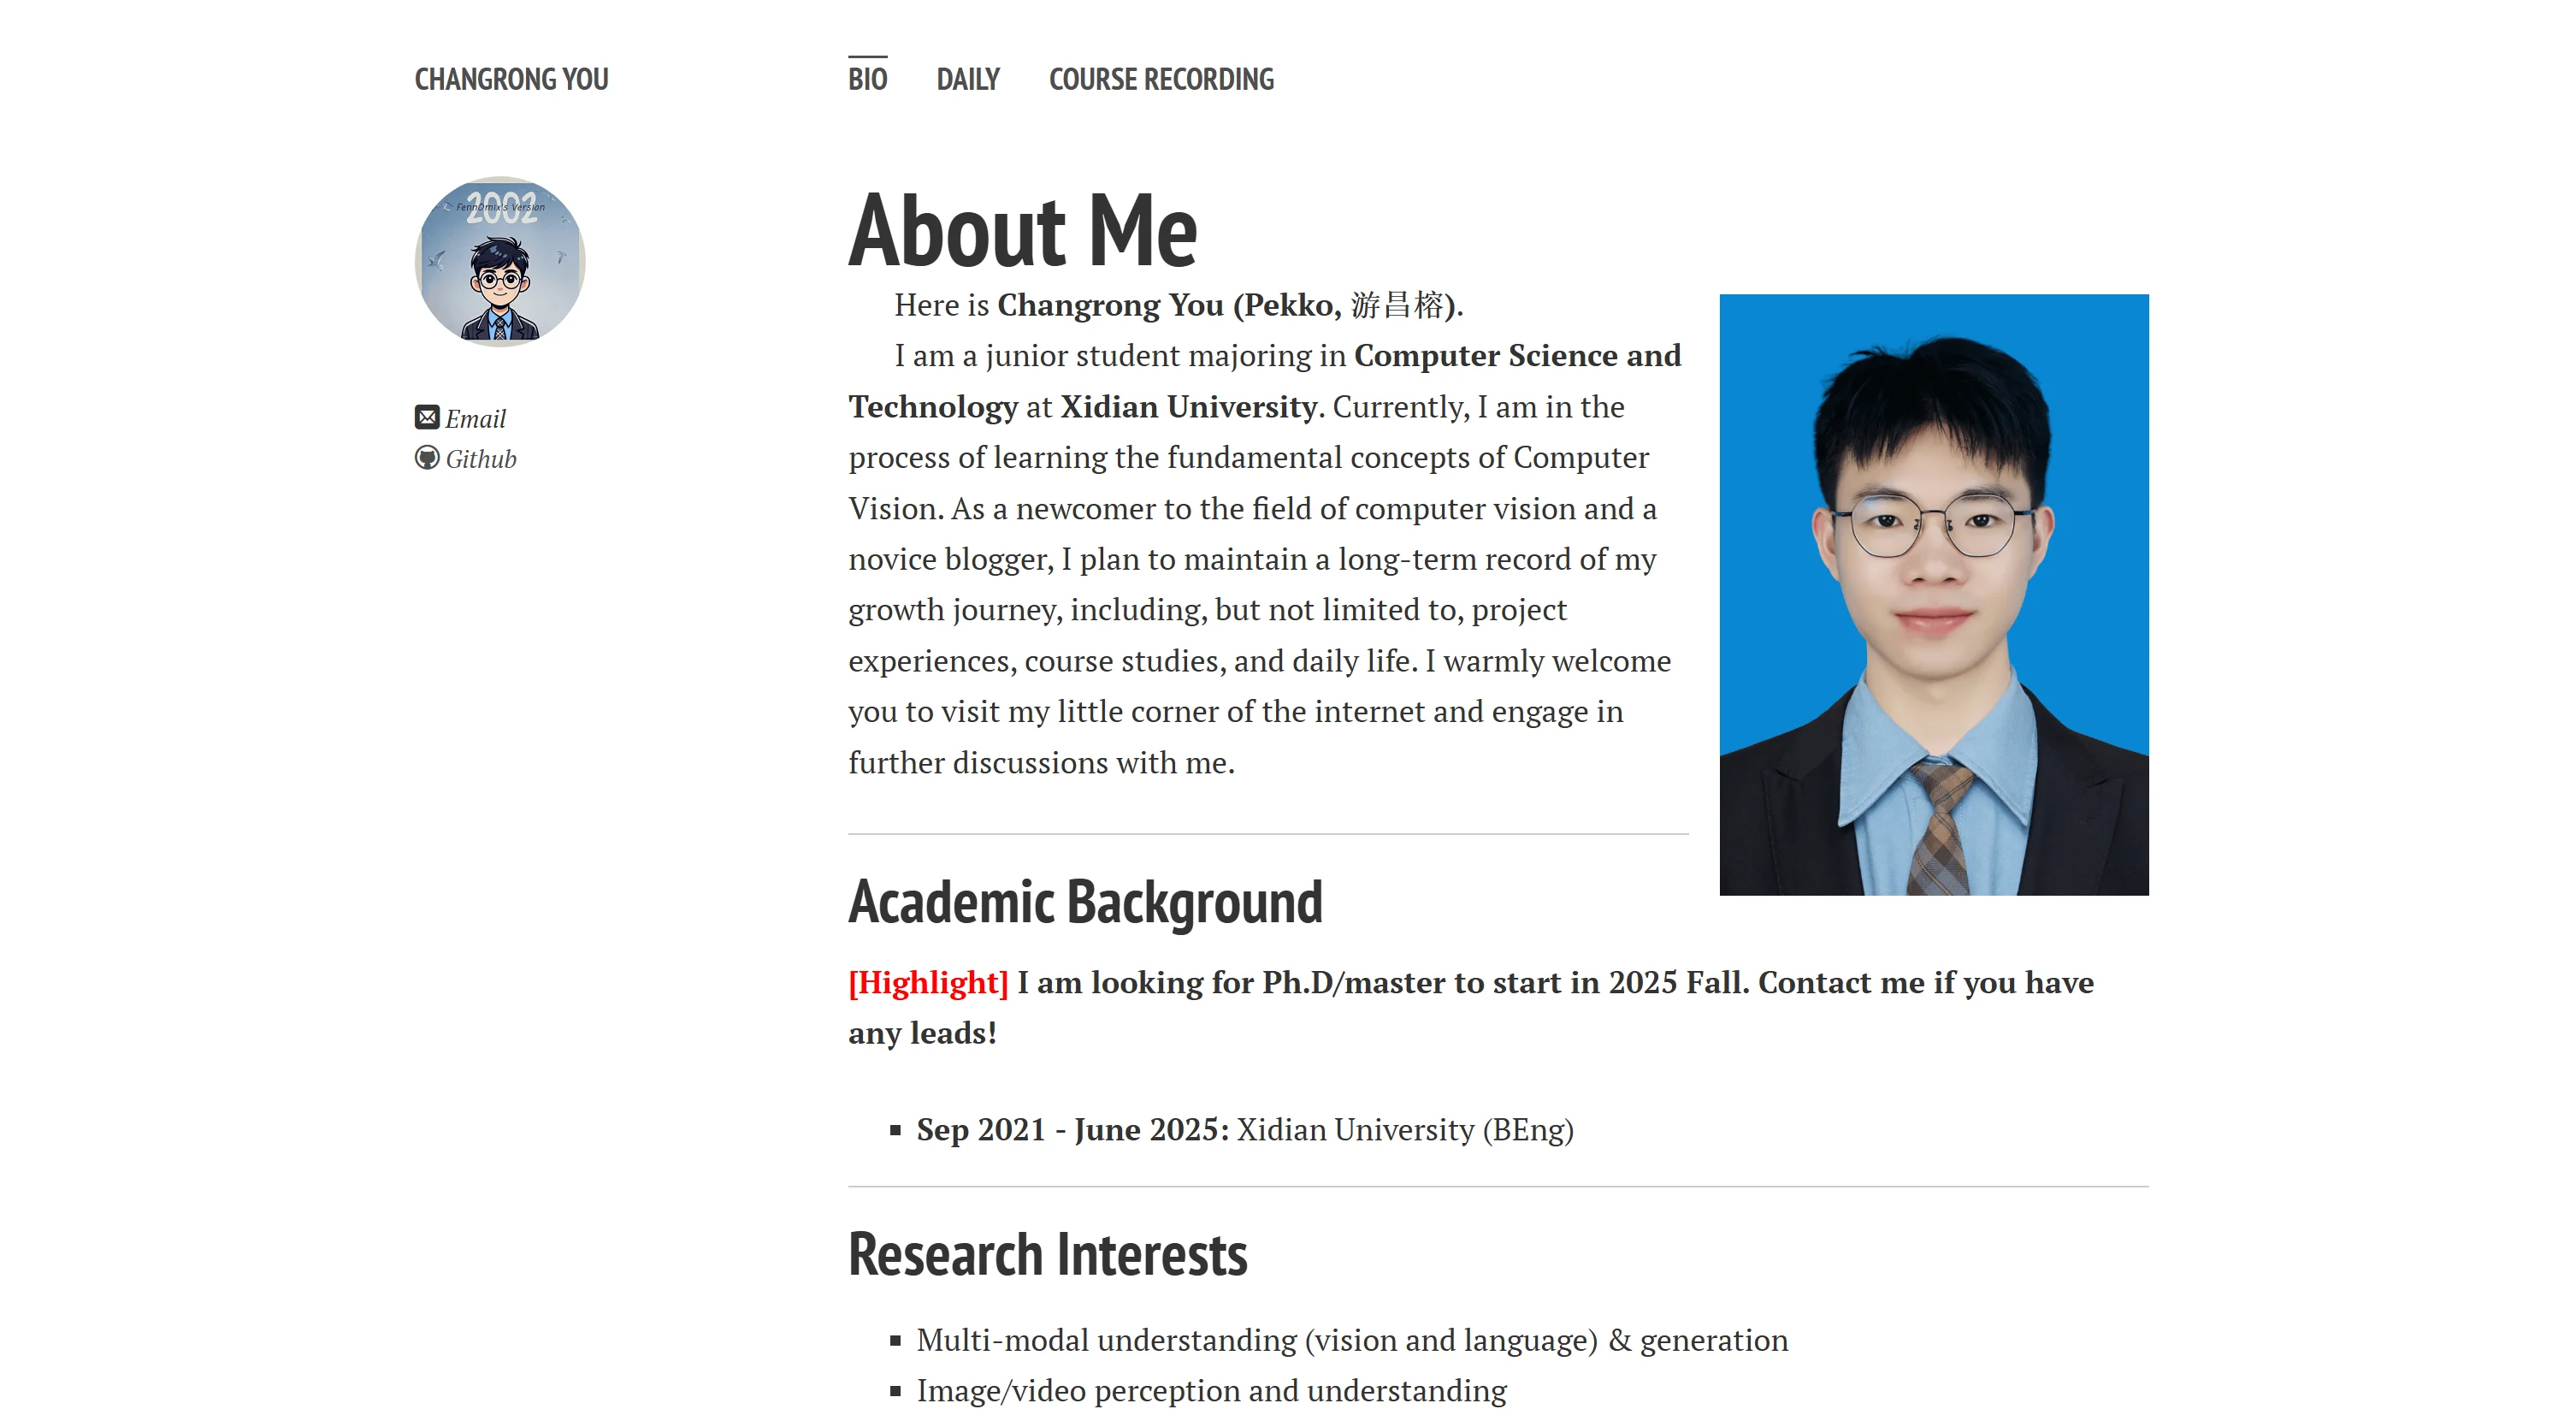 CHANGRONG YOU
BIO DAILY COURSE RECORDING
2002
FennOmix's Version
Email
Github
About Me
Here is Changrong You (Pekko, 游昌榕).
I am a junior student majoring in Computer Science and
Technology at Xidian University. Currently, I am in the
process of learning the fundamental concepts of Computer
Vision. As a newcomer to the field of computer vision and a
novice blogger, I plan to maintain a long-term record of my
growth journey, including, but not limited to, project
experiences, course studies, and daily life. I warmly welcome
you to visit my little corner of the internet and engage in
further discussions with me.
Academic Background
[Highlight] I am looking for Ph.D/master to start in 2025 Fall. Contact me if you have
any leads!
Sep 2021 - June 2025: Xidian University (BEng)
Research Interests
Multi-modal understanding (vision and language) & generation
Image/video perception and understanding